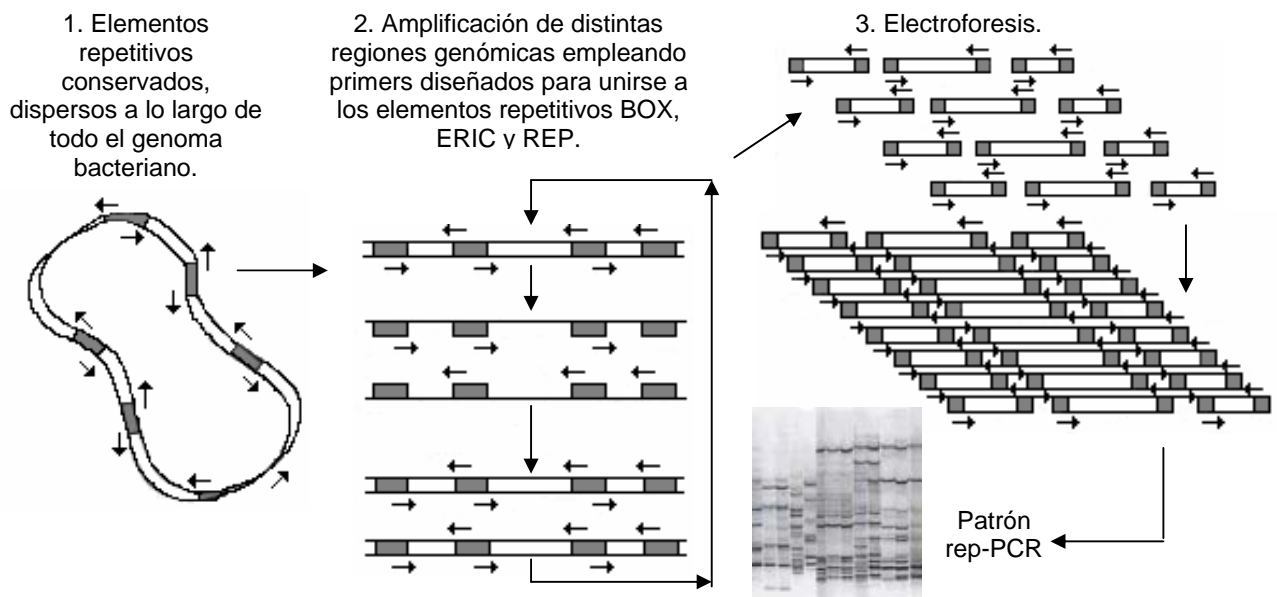 1. Elementos
repetitivos
conservados,
dispersos a lo largo de
todo el genoma
bacteriano.
2. Amplificación de distintas
regiones genómicas empleando
primers diseñados para unirse a
los elementos repetitivos BOX,
ERIC y REP.
3. Electroforesis.
Patrón
rep-PCR